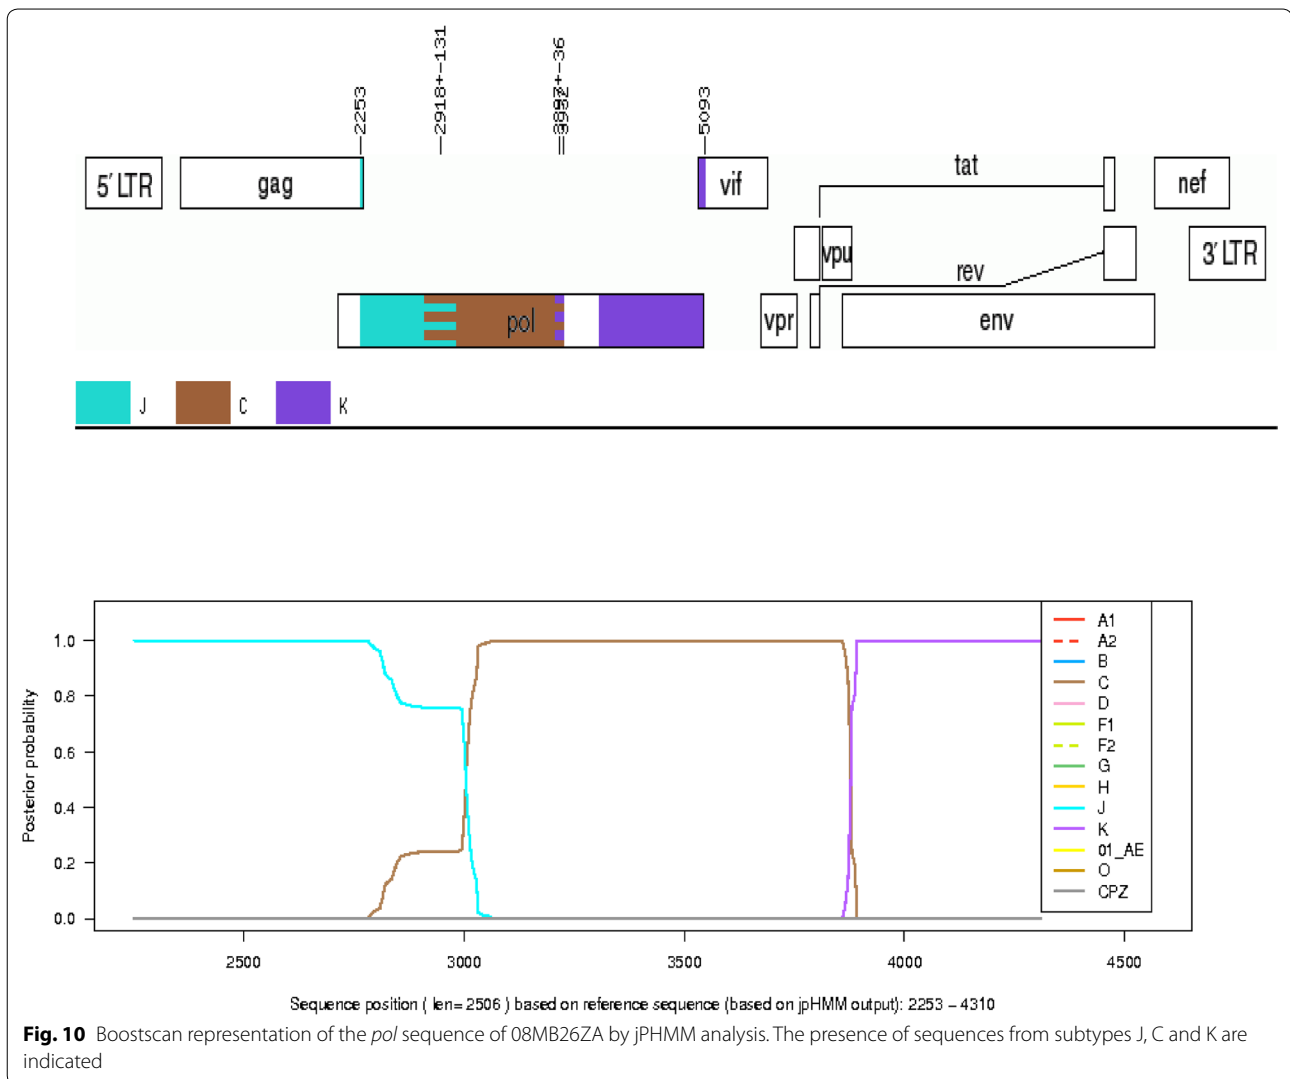 2253
2918+-131
5093
5' LTR
gag
vif
tat
nef
vpu
rev
3' LTR
pol
vpr
env
J
C
K
Posterior probability
1.0
0.8
0.6
0.4
0.2
0.0
2500
3000
3500
4000
4500
A1
A2
B
C
D
F1
F2
G
H
J
K
01_AE
O
CPZ
Sequence position ( len= 2506 ) based on reference sequence (based on jpHMM output): 2253 – 4310
Fig. 10 Boostscan representation of the pol sequence of 08MB26ZA by jPHMM analysis. The presence of sequences from subtypes J, C and K are
indicated